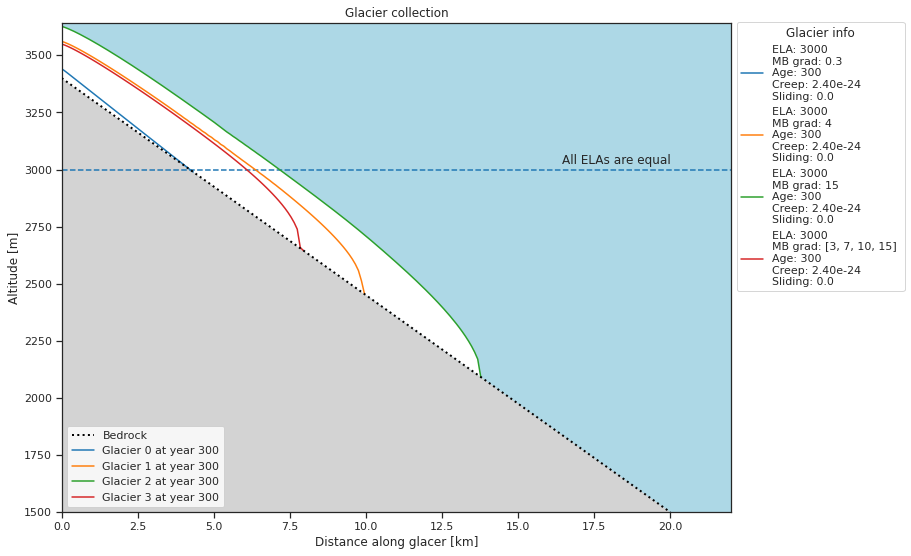 Glacier collection
3500
3250
3000
2750
2500
2250
2000
1750
1500
Altitude [m]
All ELAs are equal
Bedrock
Glacier 0 at year 300
Glacier 1 at year 300
Glacier 2 at year 300
Glacier 3 at year 300
0.0 2.5 5.0 7.5 10.0 12.5 15.0 17.5 20.0
Distance along glacer [km]
Glacier info
ELA: 3000
MB grad: 0.3
Age: 300
Creep: 2.40e-24
Sliding: 0.0
ELA: 3000
MB grad: 4
Age: 300
Creep: 2.40e-24
Sliding: 0.0
ELA: 3000
MB grad: 15
Age: 300
Creep: 2.40e-24
Sliding: 0.0
ELA: 3000
MB grad: [3, 7, 10, 15]
Age: 300
Creep: 2.40e-24
Sliding: 0.0